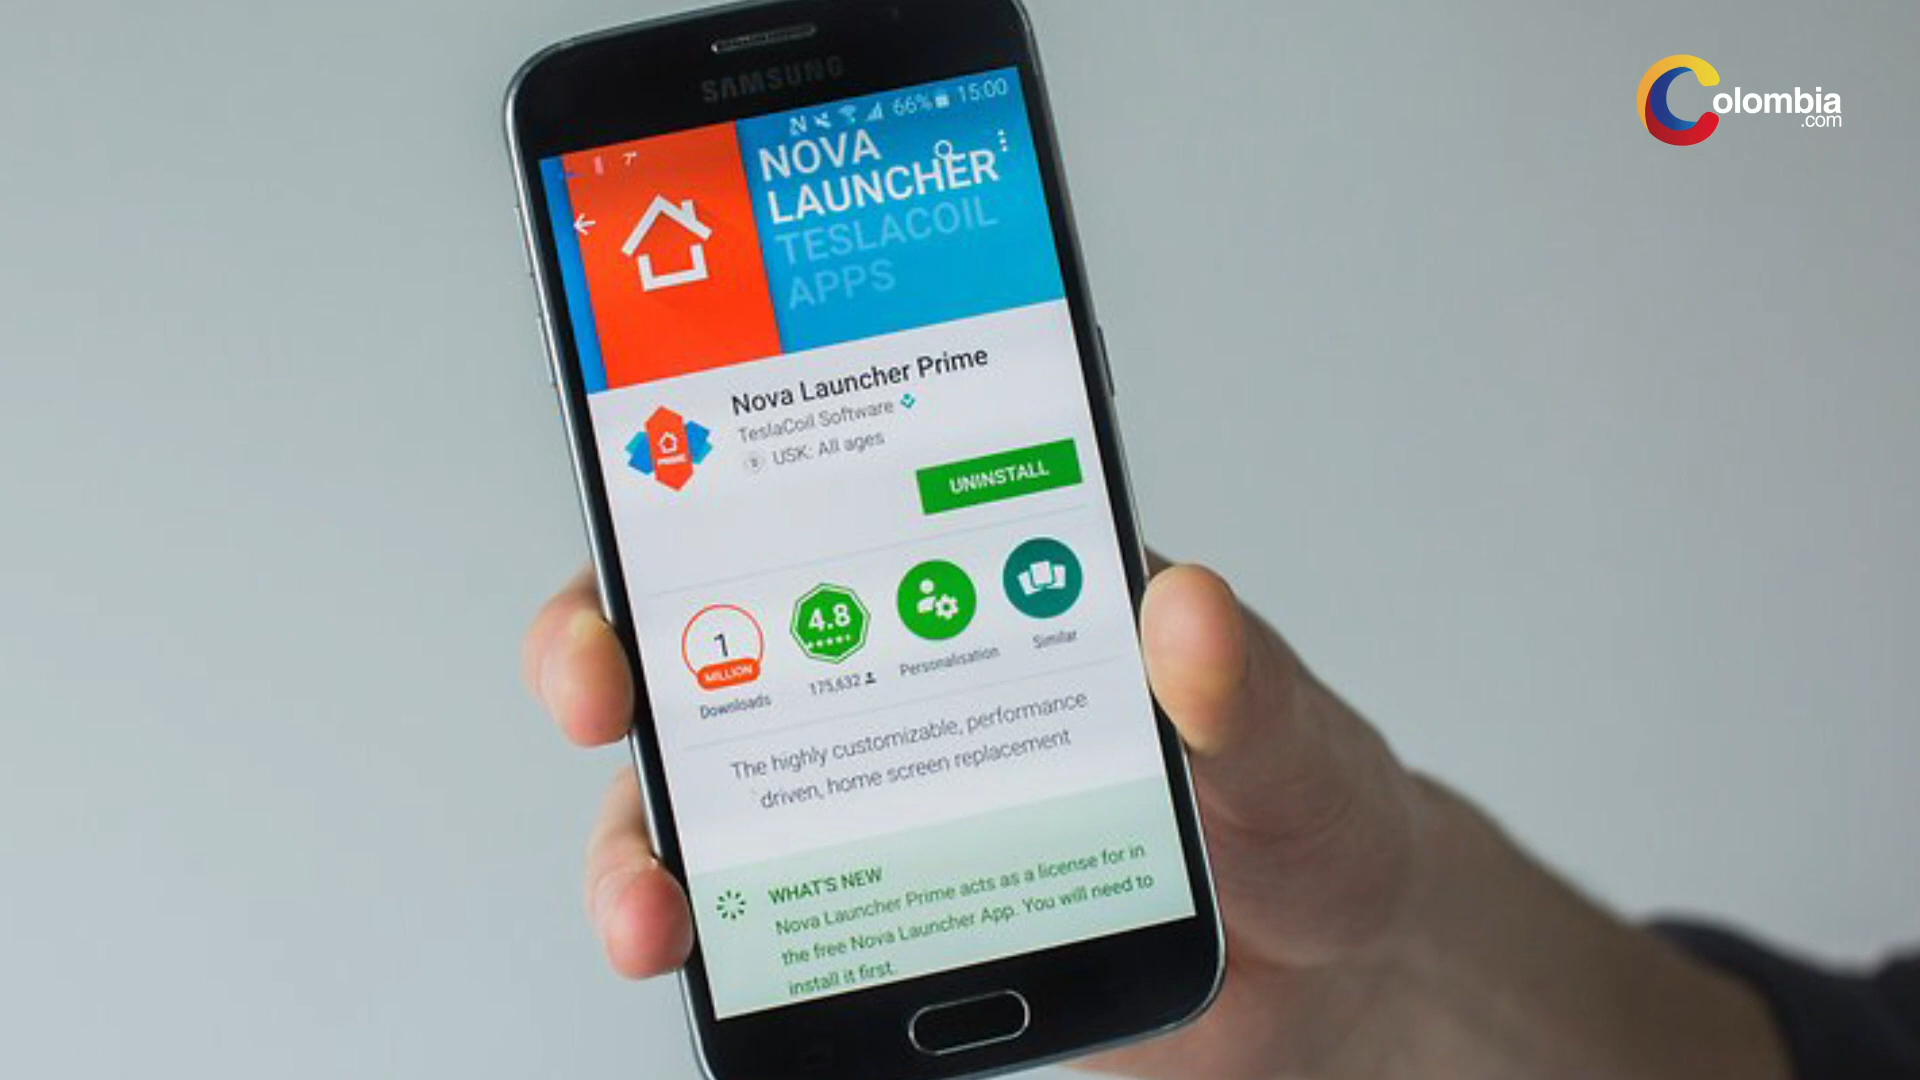 SAMSUNG
66% 15:00
NOVA
LAUNCHER
TESLACOIL
APPS
Nova Launcher Prime
TeslaCoil Software
USK: All ages
PRIME
UNINSTALL
1
MILLION
Downloads
4.8
175,632
Personalisation
Similar
The highly customizable, performance
driven, home screen replacement
WHAT'S NEW
Nova Launcher Prime acts as a license for in
the free Nova Launcher App. You will need to
install it first.
Colombia
.com